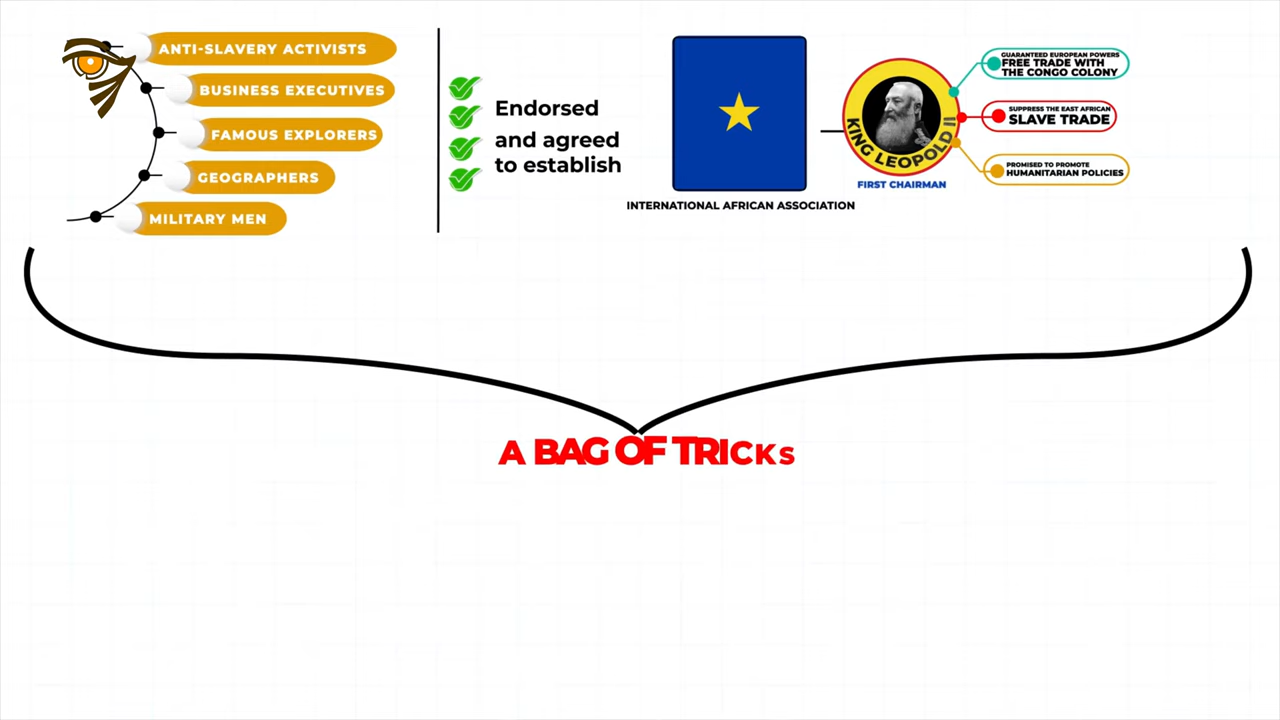 ANTI-SLAVERY ACTIVISTS
BUSINESS EXECUTIVES
FAMOUS EXPLORERS
GEOGRAPHERS
MILITARY MEN
Endorsed
and agreed
to establish
INTERNATIONAL AFRICAN ASSOCIATION
KING LEOPOLD II
FIRST CHAIRMAN
GUARANTEED EUROPEAN POWERS
FREE TRADE WITH
THE CONGO COLONY
SUPPRESS THE EAST AFRICAN
SLAVE TRADE
PROMISED TO PROMOTE
HUMANITARIAN POLICIES
A BAG OF TRICKS